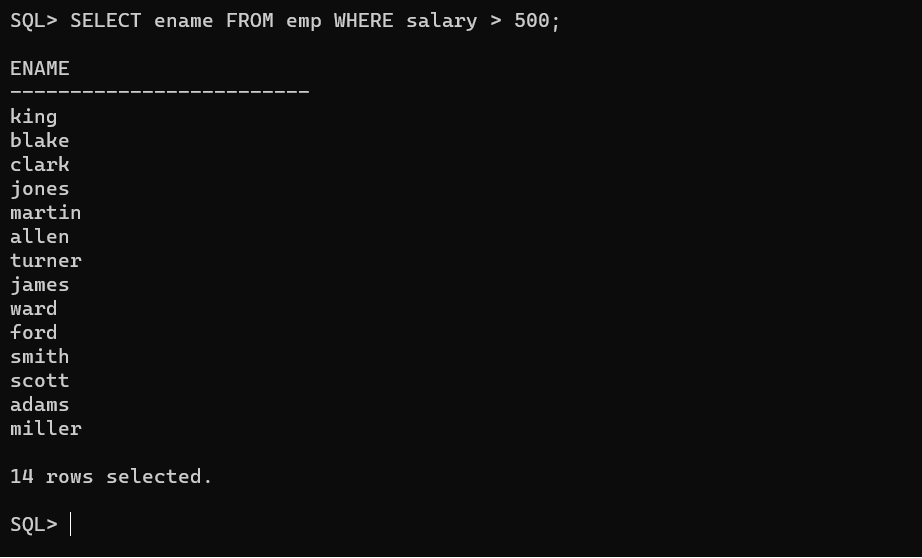 SQL> SELECT ename FROM emp WHERE salary > 500;
ENAME
-------------------------
king
blake
clark
jones
martin
allen
turner
james
ward
ford
smith
scott
adams
miller
14 rows selected.
SQL>